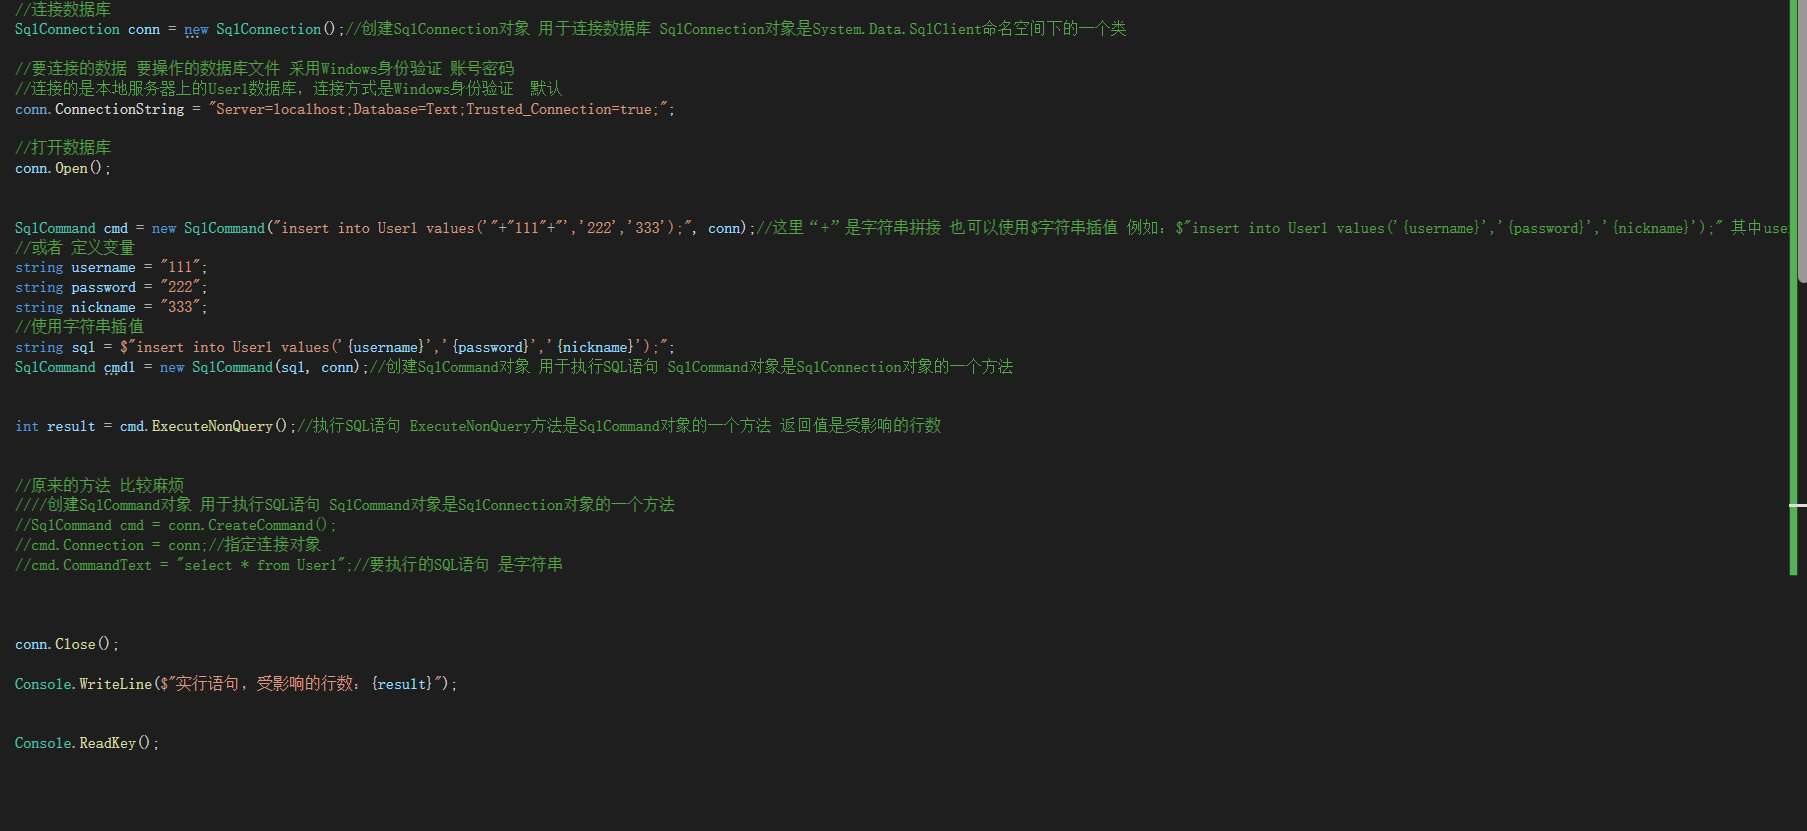 //连接数据库
SqlConnection conn = new SqlConnection();//创建SqlConnection对象 用于连接数据库 SqlConnection对象是System.Data.SqlClient命名空间下的一个类
//要连接的数据 要操作的数据库文件 采用Windows身份验证 账号密码
//连接的是本地服务器上的User1数据库，连接方式是Windows身份验证  默认
conn.ConnectionString = "Server=localhost;Database=Text;Trusted_Connection=true;";
//打开数据库
conn.Open();
SqlCommand cmd = new SqlCommand("insert into User1 values('"+"111"+"','222','333');", conn);//这里“+”是字符串拼接 也可以使用$字符串插值 例如：$"insert into User1 values('{username}','{password}','{nickname}');" 其中use
//或者 定义变量
string username = "111";
string password = "222";
string nickname = "333";
//使用字符串插值
string sql = $"insert into User1 values('{username}','{password}','{nickname}');";
SqlCommand cmd1 = new SqlCommand(sql, conn);//创建SqlCommand对象 用于执行SQL语句 SqlCommand对象是SqlConnection对象的一个方法
int result = cmd.ExecuteNonQuery();//执行SQL语句 ExecuteNonQuery方法是SqlCommand对象的一个方法 返回值是受影响的行数
//原来的方法 比较麻烦
////创建SqlCommand对象 用于执行SQL语句 SqlCommand对象是SqlConnection对象的一个方法
//SqlCommand cmd = conn.CreateCommand();
//cmd.Connection = conn;//指定连接对象
//cmd.CommandText = "select * from User1";//要执行的SQL语句 是字符串
conn.Close();
Console.WriteLine($"实行语句，受影响的行数：{result}");
Console.ReadKey();